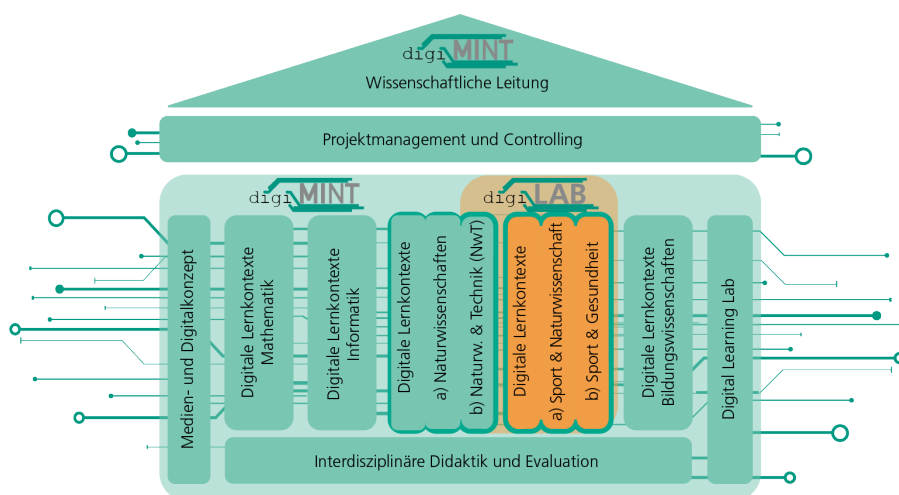 digiMINT
Wissenschaftliche Leitung
Projektmanagement und Controlling
digiMINT
digiLAB
Medien- und Digitalkonzept
Digitale Lernkontexte
Mathematik
Digitale Lernkontexte
Informatik
Digitale Lernkontexte
a) Naturwissenschaften
b) Naturw. & Technik (NwT)
Digitale Lernkontexte
a) Sport & Naturwissenschaft
b) Sport & Gesundheit
Digitale Lernkontexte
Bildungswissenschaften
Digital Learning Lab
Interdisziplinäre Didaktik und Evaluation